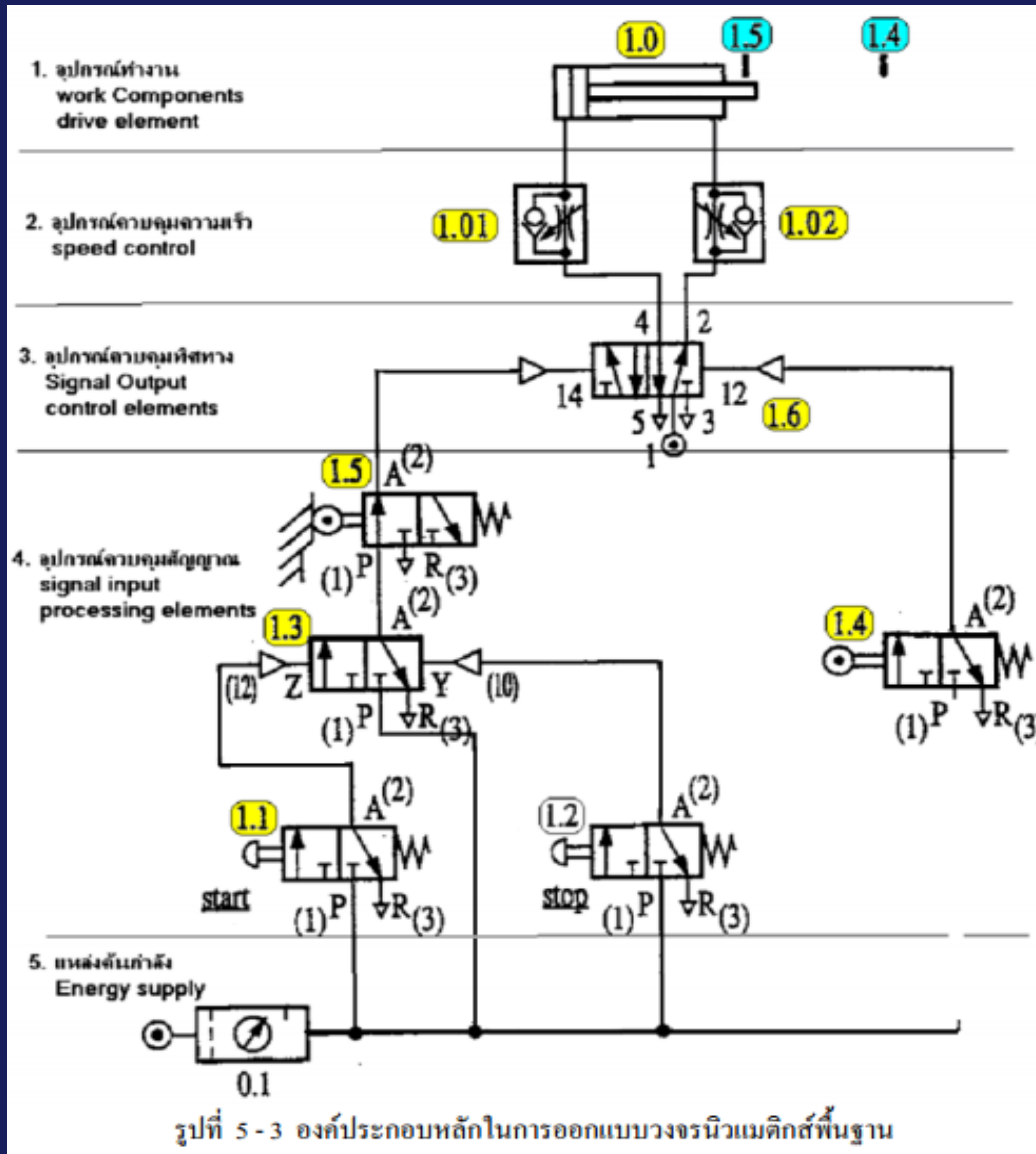 1.0
1.5
1.4
1. อุปกรณ์ทำงาน
work Components
drive element
2. อุปกรณ์ควบคุมความเร็ว
speed control
1.01
1.02
3. อุปกรณ์ควบคุมทิศทาง
Signal Output
control elements
4 2
14
12
5 3
1
1.6
1.5
A(2)
4. อุปกรณ์ควบคุมสัญญาณ
signal input
processing elements
(1) P R (3)
1.3
A(2)
(12) Z Y (10)
(1) P R (3)
1.4
A(2)
(1) P R (3
1.1
A(2)
start
(1) P R (3)
1.2
A(2)
stop
(1) P R (3)
5. แหล่งต้นกำลัง
Energy supply
0.1
รูปที่ 5 - 3 องค์ประกอบหลักในการออกแบบวงจรนิวแมติกส์พื้นฐาน